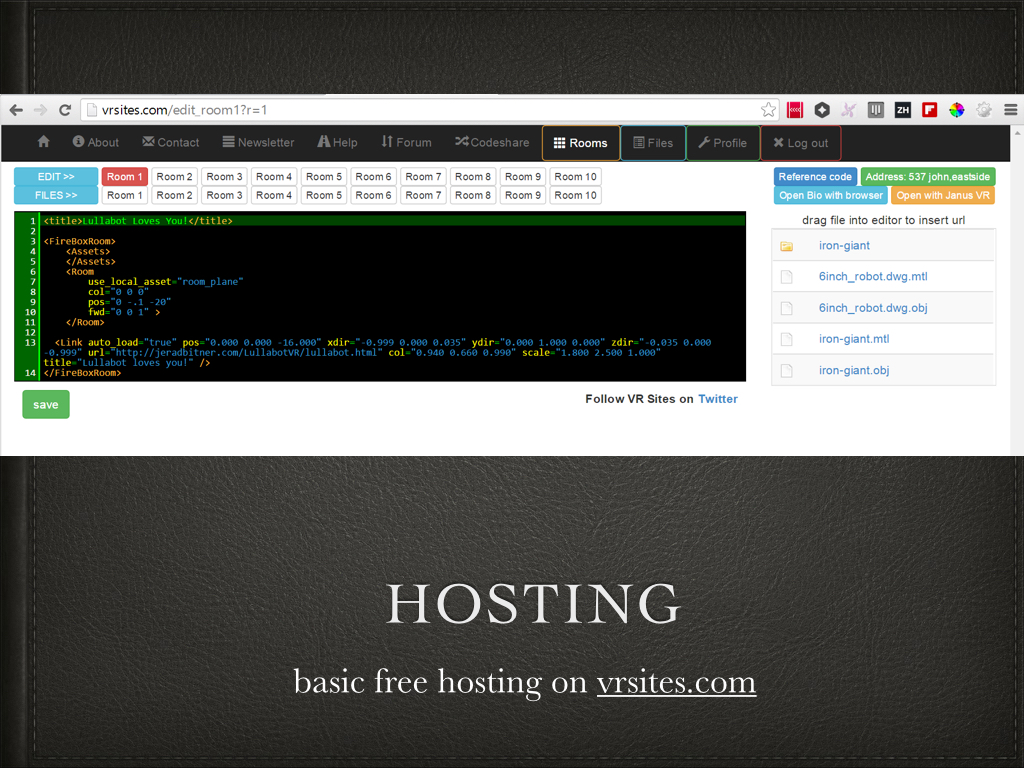 vrsites.com/edit_room1?r=1
ZH
About Contact Newsletter Help Forum Codeshare Rooms Files Profile Log out
EDIT >> Room 1 Room 2 Room 3 Room 4 Room 5 Room 6 Room 7 Room 8 Room 9 Room 10
FILES >> Room 1 Room 2 Room 3 Room 4 Room 5 Room 6 Room 7 Room 8 Room 9 Room 10
Reference code Address: 537 john,eastside
Open Bio with browser Open with Janus VR
1 <title>Lullabot Loves You!</title>
2
3 <FireBoxRoom>
4 <Assets>
5 </Assets>
6 <Room
7 use_local_asset="room_plane"
8 col="0 0 0"
9 pos="0 -.1 -20"
10 fwd="0 0 1" >
11 </Room>
12
13 <Link auto_load="true" pos="0.000 0.000 -16.000" xdir="-0.999 0.000 0.035" ydir="0.000 1.000 0.000" zdir="-0.035 0.000
-0.999" url="http://jeradbitner.com/LullabotVR/lullabot.html" col="0.940 0.660 0.990" scale="1.800 2.500 1.000"
title="Lullabot loves you!" />
14 </FireBoxRoom>
drag file into editor to insert url
iron-giant
6inch_robot.dwg.mtl
6inch_robot.dwg.obj
iron-giant.mtl
iron-giant.obj
save
Follow VR Sites on Twitter
HOSTING
basic free hosting on vrsites.com